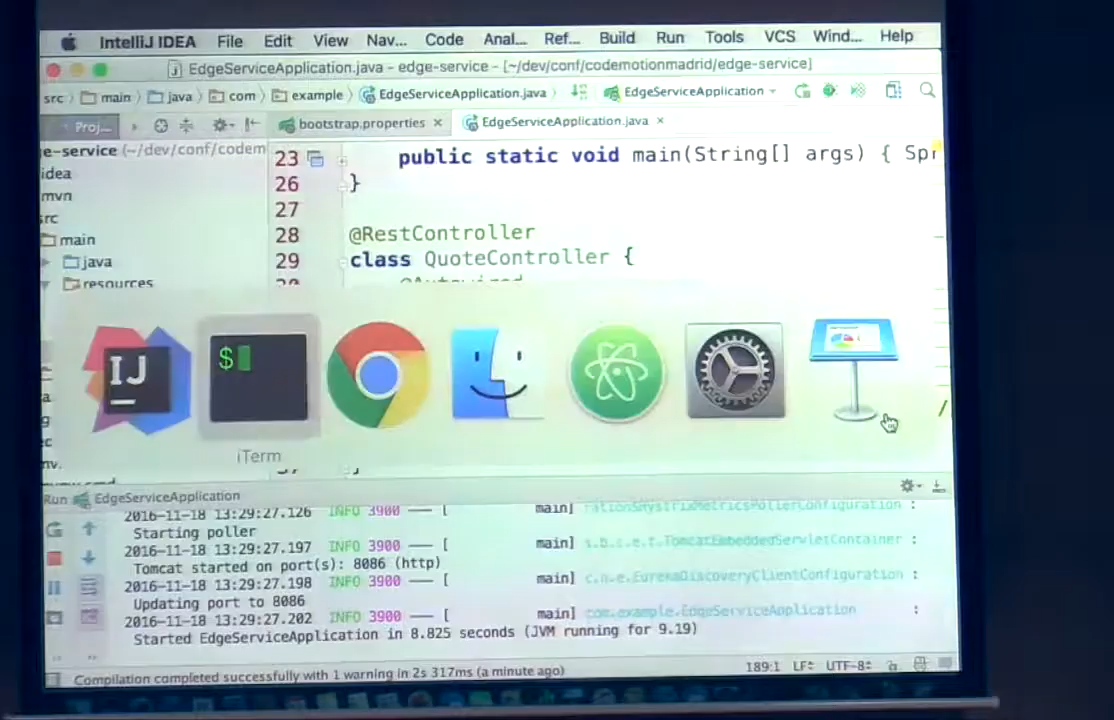 IntelliJ IDEA File Edit View Nav... Code Anal... Ref... Build Run Tools VCS Wind... Help
EdgeServiceApplication.java - edge-service - [~/dev/conf/codemotionmadrid/edge-service]
src main java com example EdgeServiceApplication.java EdgeServiceApplication
Proj... bootstrap.properties EdgeServiceApplication.java
e-service (~/dev/conf/codem
idea
mvn
src
main
java
resources
23 public static void main(String[] args) { Spr
26 }
27
28 @RestController
29 class QuoteController {
IJ
$
iTerm
Run EdgeServiceApplication
2016-11-18 13:29:27.126 INFO 3900 — [ main] rationsHystrixMetricsPollerConfiguration :
Starting poller
2016-11-18 13:29:27.197 INFO 3900 — [ main] s.b.c.e.t.TomcatEmbeddedServletContainer :
Tomcat started on port(s): 8086 (http)
2016-11-18 13:29:27.198 INFO 3900 — [ main] c.n.e.EurekaDiscoveryClientConfiguration :
Updating port to 8086
2016-11-18 13:29:27.202 INFO 3900 — [ main] com.example.EdgeServiceApplication :
Started EdgeServiceApplication in 8.825 seconds (JVM running for 9.19)
Compilation completed successfully with 1 warning in 2s 317ms (a minute ago) 189:1 LF÷ UTF-8÷